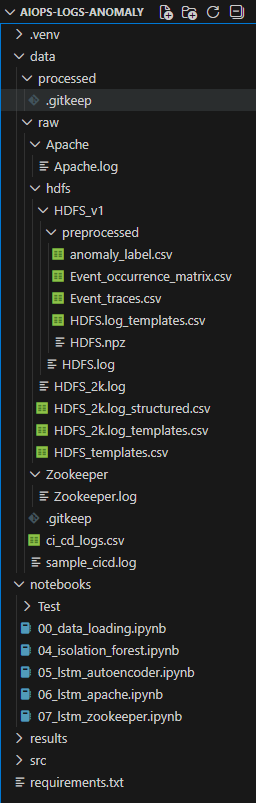 AIOPS-LOGS-ANOMALY
.venv
data
processed
.gitkeep
raw
Apache
Apache.log
hdfs
HDFS_v1
preprocessed
anomaly_label.csv
Event_occurrence_matrix.csv
Event_traces.csv
HDFS.log_templates.csv
HDFS.npz
HDFS.log
HDFS_2k.log
HDFS_2k.log_structured.csv
HDFS_2k.log_templates.csv
HDFS_templates.csv
Zookeeper
Zookeeper.log
.gitkeep
ci_cd_logs.csv
sample_cicd.log
notebooks
Test
00_data_loading.ipynb
04_isolation_forest.ipynb
05_lstm_autoencoder.ipynb
06_lstm_apache.ipynb
07_lstm_zookeeper.ipynb
results
src
requirements.txt